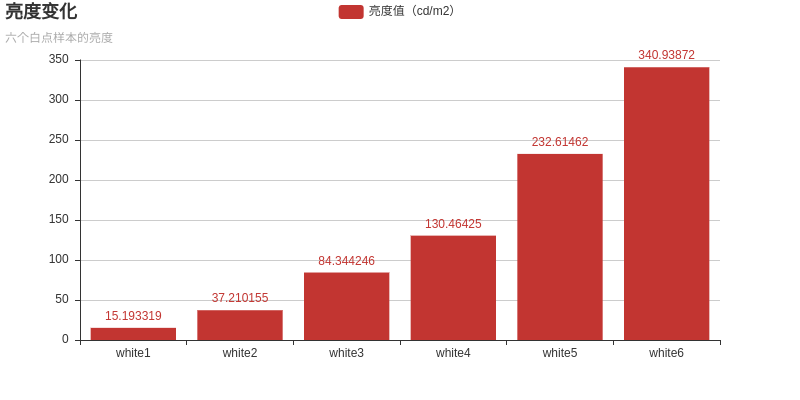 亮度变化
亮度值（cd/m2）
六个白点样本的亮度
350
300
250
200
150
100
50
0
15.193319
37.210155
84.344246
130.46425
232.61462
340.93872
white1
white2
white3
white4
white5
white6